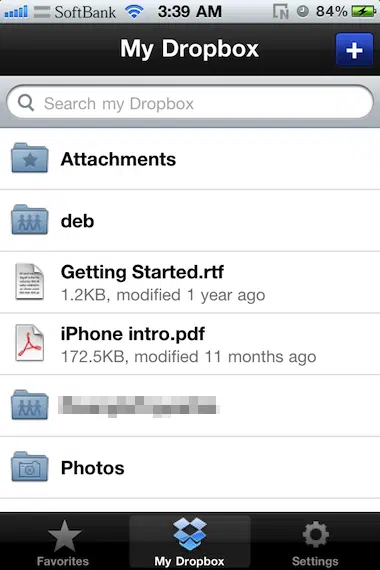 SoftBank 3:39 AM 84%
My Dropbox
Search my Dropbox
Attachments
deb
Getting Started.rtf
1.2KB, modified 1 year ago
iPhone intro.pdf
172.5KB, modified 11 months ago
Photos
Favorites My Dropbox Settings